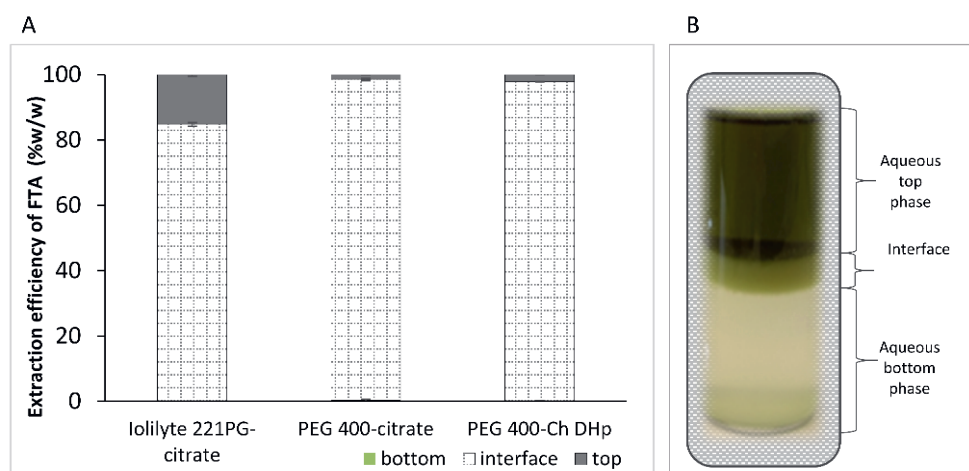 A
Extraction efficiency of FTA (%w/w)
100
80
60
40
20
0
Iolilyte 221PG-
citrate
PEG 400-citrate
PEG 400-Ch DHp
bottom
interface
top
B
Aqueous
top
phase
Interface
Aqueous
bottom
phase